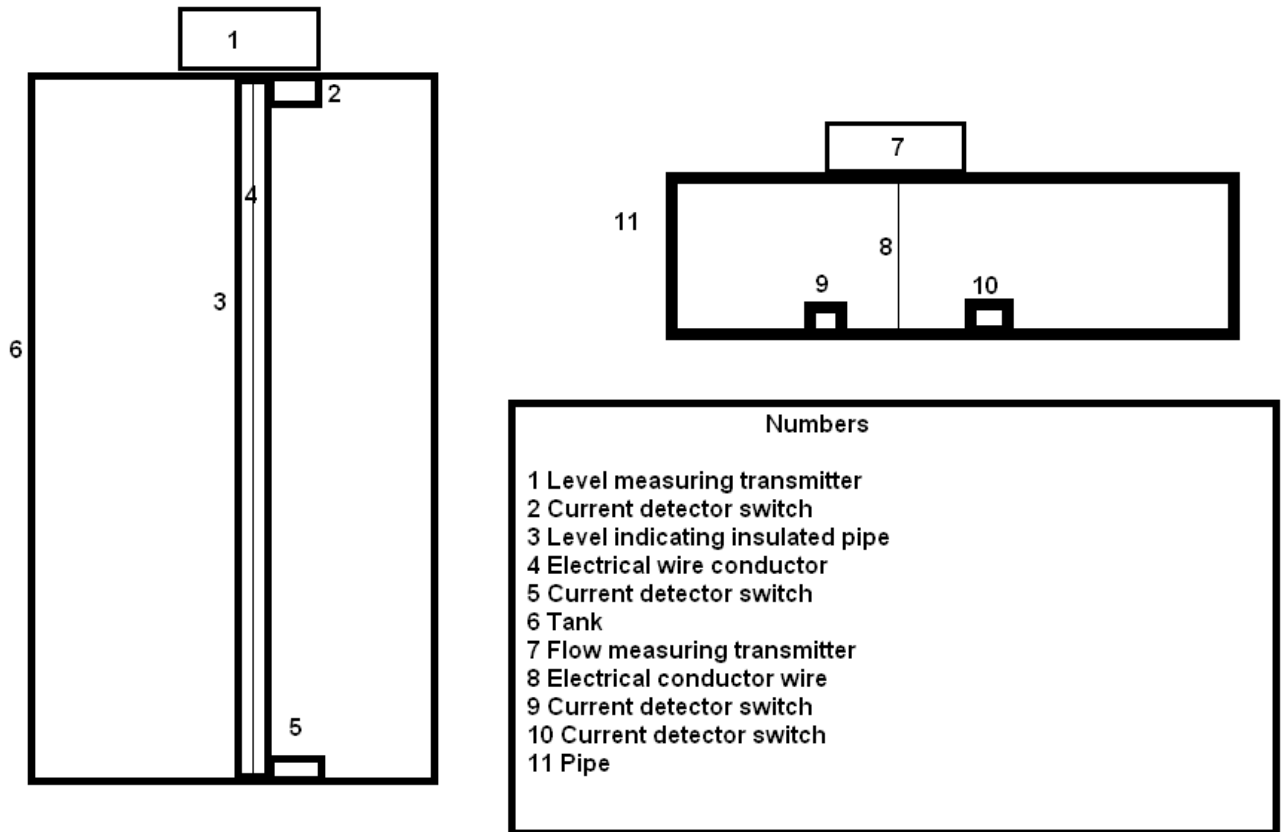 1
2
4
3
6
5
7
11
8
9
10
Numbers
1 Level measuring transmitter
2 Current detector switch
3 Level indicating insulated pipe
4 Electrical wire conductor
5 Current detector switch
6 Tank
7 Flow measuring transmitter
8 Electrical conductor wire
9 Current detector switch
10 Current detector switch
11 Pipe